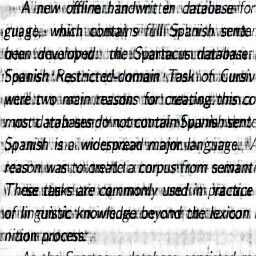 A new offline handwritten database for
guage, which contains full Spanish sente
been developed: the Spartacus database.
Spanish Restricted-domain Task of Cursiv
were two main reasons for creating this co
most databases do not contain Spanish sent
Spanish is a widespread major language. A
reason was to create a corpus from semant
These tasks are commonly used in practice
of linguistic knowledge beyond the lexicon
nition process.